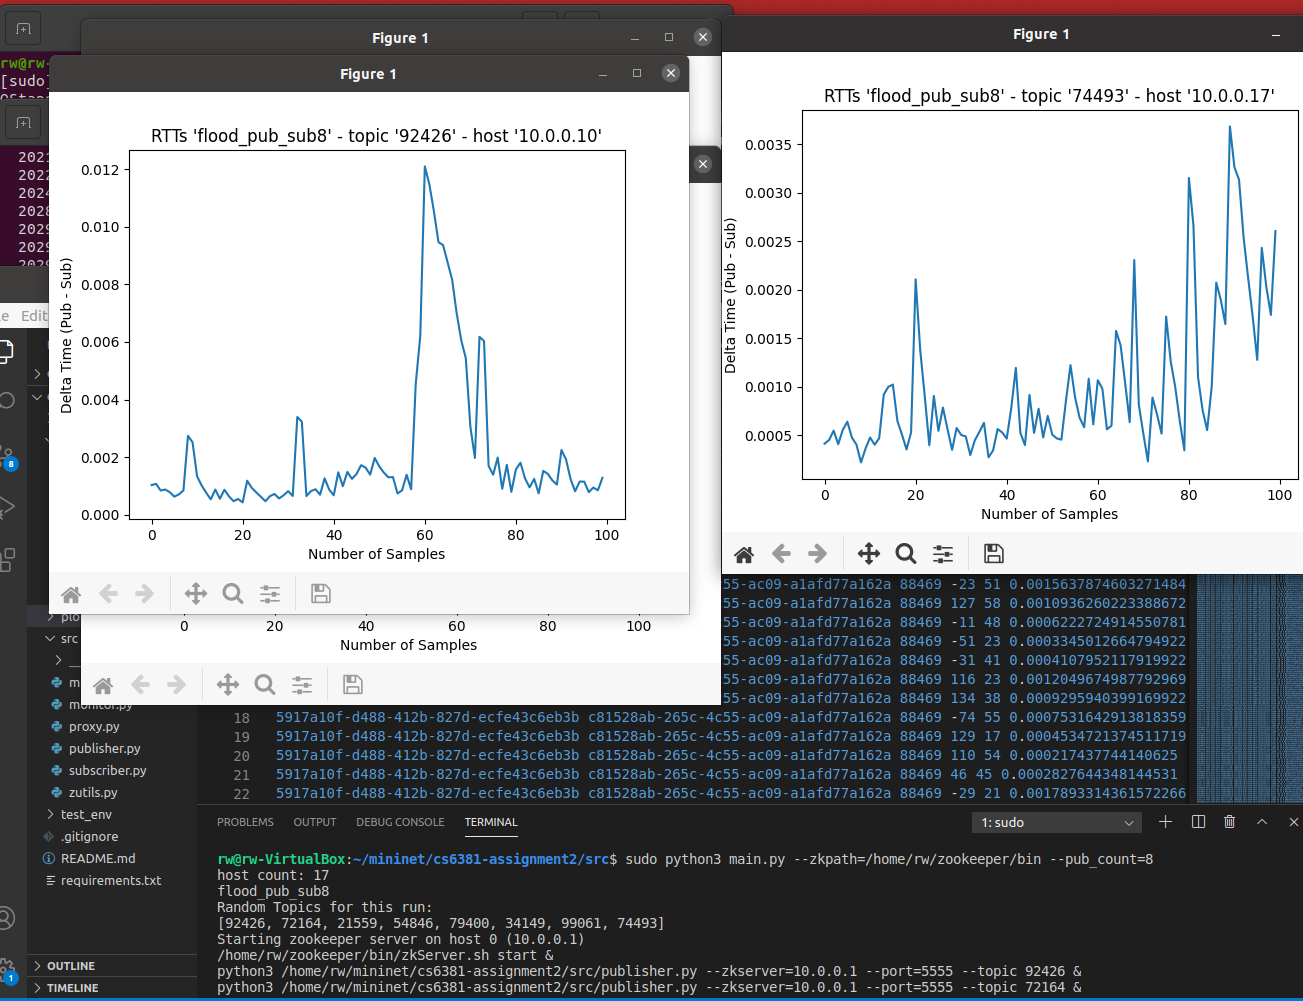 Figure 1
Figure 1
Figure 1
rw@rw-
[sudo]
2021
2022
2024
2028
2029
2029
2029
Edit
RTTs 'flood_pub_sub8' - topic '92426' - host '10.0.0.10'
Delta Time (Pub - Sub)
0.012
0.010
0.008
0.006
0.004
0.002
0.000
0 20 40 60 80 100
Number of Samples
0 20 40 60 80 100
Number of Samples
RTTs 'flood_pub_sub8' - topic '74493' - host '10.0.0.17'
Delta Time (Pub - Sub)
0.0035
0.0030
0.0025
0.0020
0.0015
0.0010
0.0005
0 20 40 60 80 100
Number of Samples
8
plo
src
monitor.py
proxy.py
publisher.py
subscriber.py
zutils.py
test_env
.gitignore
README.md
requirements.txt
1
OUTLINE
TIMELINE
55-ac09-a1afd77a162a 88469 -23 51 0.0015637874603271484
55-ac09-a1afd77a162a 88469 127 58 0.0010936260223388672
55-ac09-a1afd77a162a 88469 -11 48 0.0006222724914550781
55-ac09-a1afd77a162a 88469 -51 23 0.0003345012664794922
55-ac09-a1afd77a162a 88469 -31 41 0.0004107952117919922
55-ac09-a1afd77a162a 88469 116 23 0.0012049674987792969
55-ac09-a1afd77a162a 88469 134 38 0.0009295940399169922
18 5917a10f-d488-412b-827d-ecfe43c6eb3b c81528ab-265c-4c55-ac09-a1afd77a162a 88469 -74 55 0.0007531642913818359
19 5917a10f-d488-412b-827d-ecfe43c6eb3b c81528ab-265c-4c55-ac09-a1afd77a162a 88469 129 17 0.0004534721374511719
20 5917a10f-d488-412b-827d-ecfe43c6eb3b c81528ab-265c-4c55-ac09-a1afd77a162a 88469 110 54 0.000217437744140625
21 5917a10f-d488-412b-827d-ecfe43c6eb3b c81528ab-265c-4c55-ac09-a1afd77a162a 88469 46 45 0.0002827644348144531
22 5917a10f-d488-412b-827d-ecfe43c6eb3b c81528ab-265c-4c55-ac09-a1afd77a162a 88469 -29 21 0.0017893314361572266
PROBLEMS OUTPUT DEBUG CONSOLE TERMINAL
1: sudo
rw@rw-VirtualBox:~/mininet/cs6381-assignment2/src$ sudo python3 main.py --zkpath=/home/rw/zookeeper/bin --pub_count=8
host count: 17
flood_pub_sub8
Random Topics for this run:
[92426, 72164, 21559, 54846, 79400, 34149, 99061, 74493]
Starting zookeeper server on host 0 (10.0.0.1)
/home/rw/zookeeper/bin/zkServer.sh start &
python3 /home/rw/mininet/cs6381-assignment2/src/publisher.py --zkserver=10.0.0.1 --port=5555 --topic 92426 &
python3 /home/rw/mininet/cs6381-assignment2/src/publisher.py --zkserver=10.0.0.1 --port=5555 --topic 72164 &